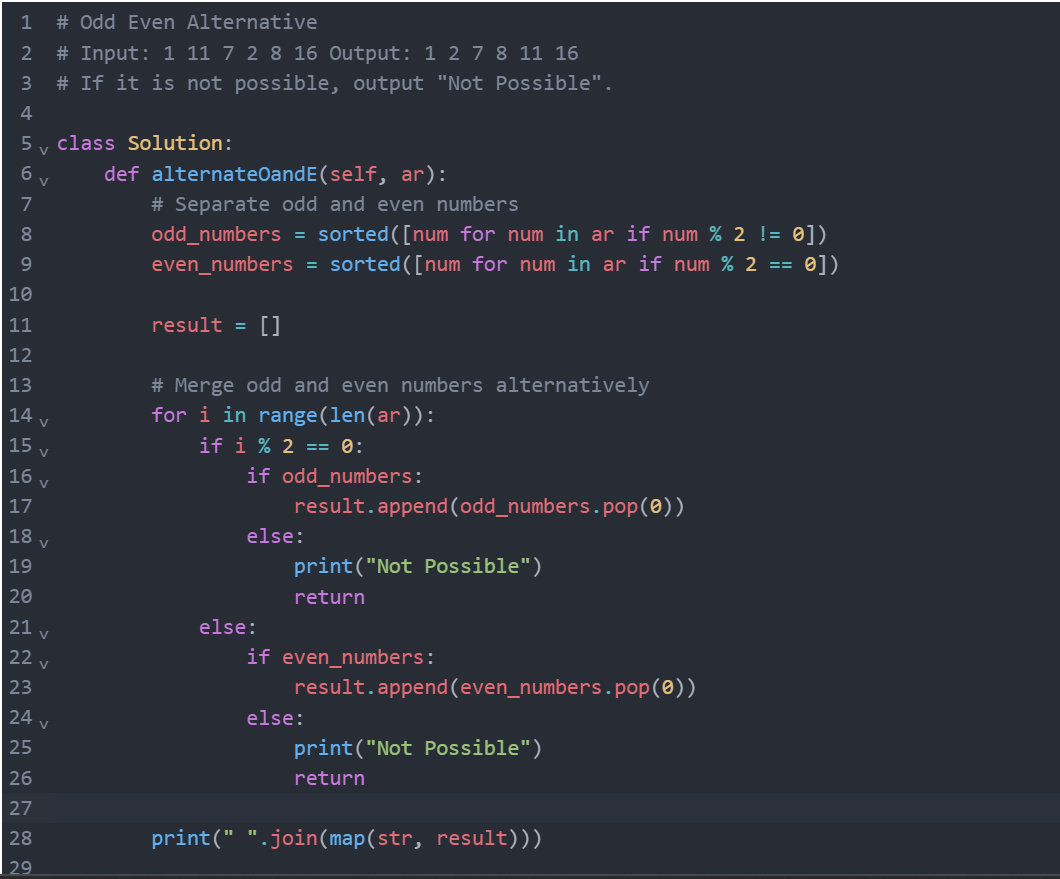 1 # Odd Even Alternative
2 # Input: 1 11 7 2 8 16 Output: 1 2 7 8 11 16
3 # If it is not possible, output "Not Possible".
4
5 class Solution:
6     def alternateOandE(self, ar):
7         # Separate odd and even numbers
8         odd_numbers = sorted([num for num in ar if num % 2 != 0])
9         even_numbers = sorted([num for num in ar if num % 2 == 0])
10
11         result = []
12
13         # Merge odd and even numbers alternatively
14         for i in range(len(ar)):
15             if i % 2 == 0:
16                 if odd_numbers:
17                     result.append(odd_numbers.pop(0))
18                 else:
19                     print("Not Possible")
20                     return
21             else:
22                 if even_numbers:
23                     result.append(even_numbers.pop(0))
24                 else:
25                     print("Not Possible")
26                     return
27
28         print(" ".join(map(str, result)))
29